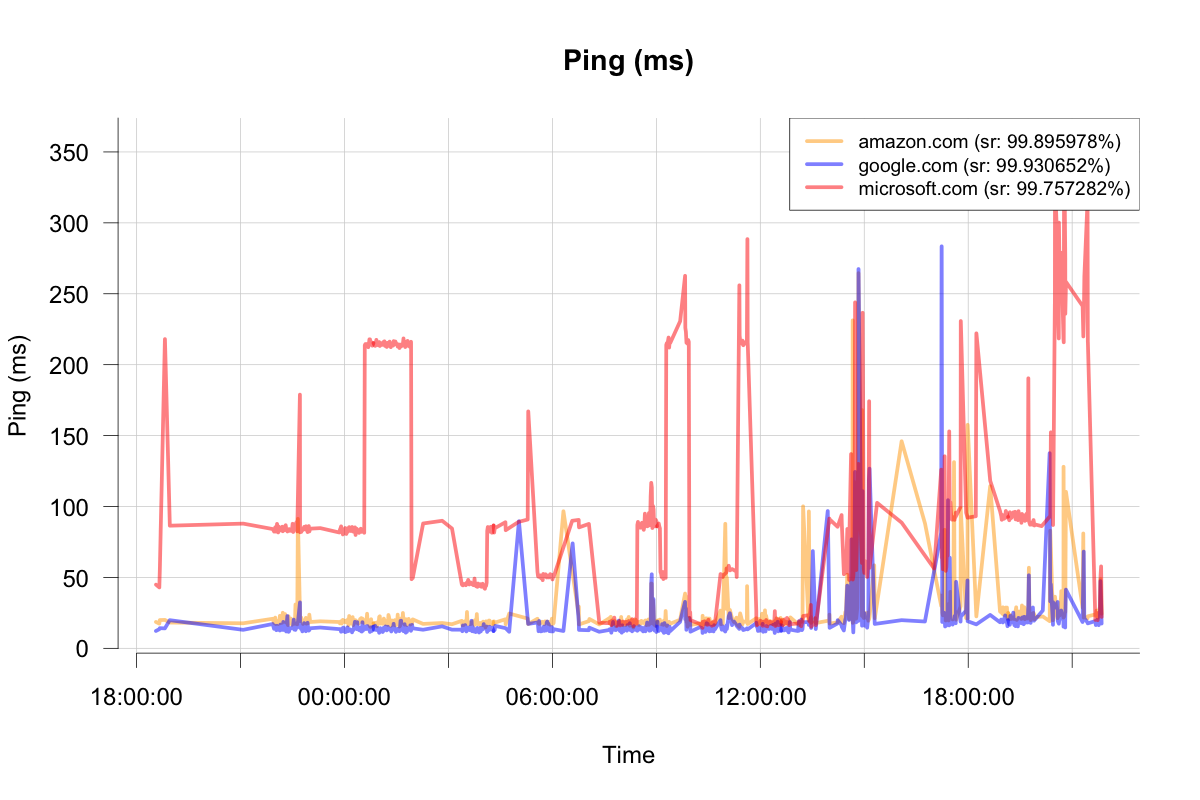 Ping (ms)
amazon.com (sr: 99.895978%)
google.com (sr: 99.930652%)
microsoft.com (sr: 99.757282%)
350
300
250
200
150
100
50
0
Ping (ms)
18:00:00 00:00:00 06:00:00 12:00:00 18:00:00
Time